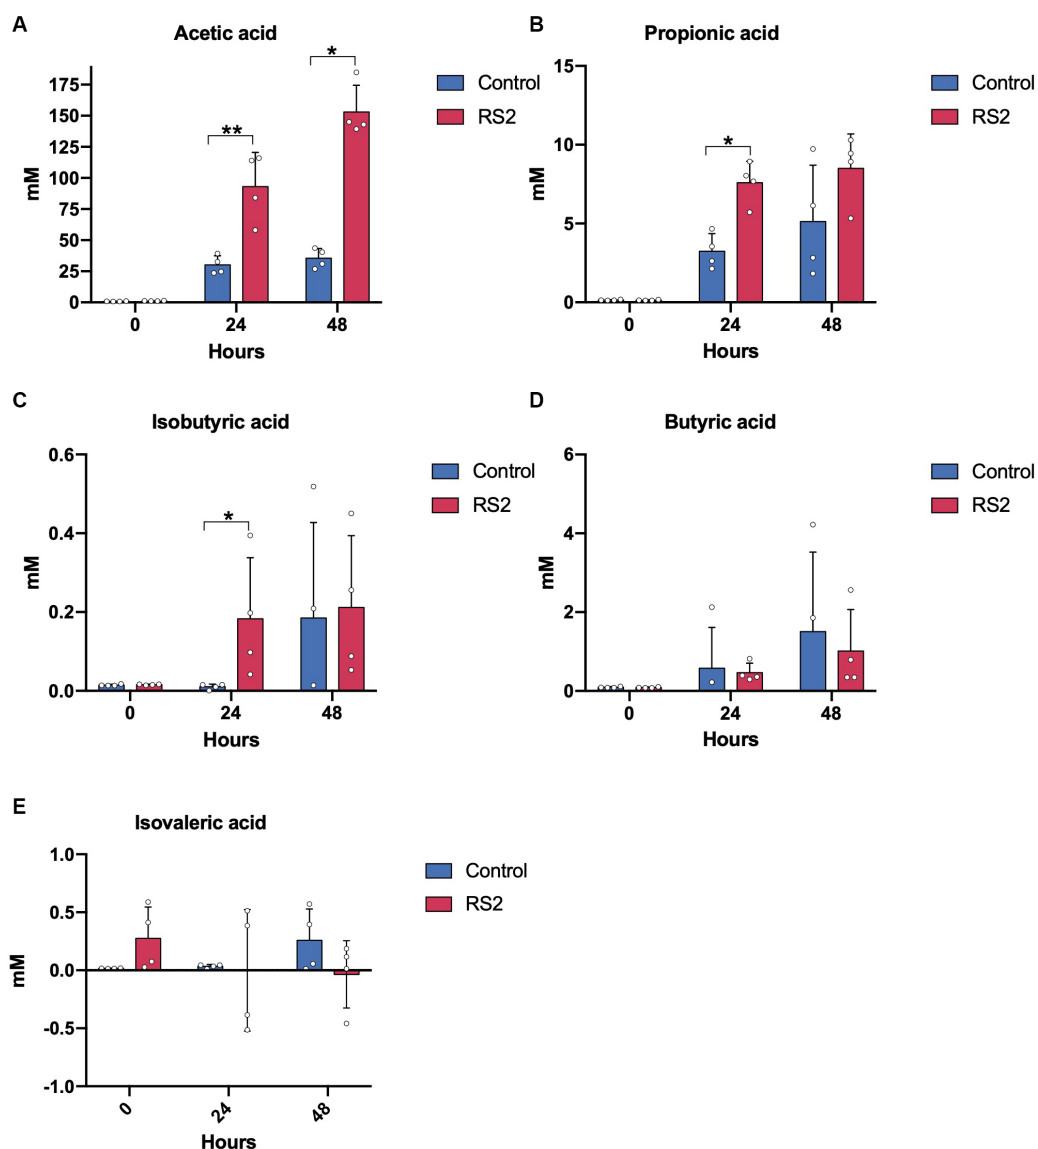 A
Acetic acid
mM
175
150
125
100
75
50
25
0
**
*
0 24 48
Hours
Control
RS2
B
Propionic acid
mM
15
10
5
0
*
0 24 48
Hours
Control
RS2
C
Isobutyric acid
mM
0.6
0.4
0.2
0.0
*
0 24 48
Hours
Control
RS2
D
Butyric acid
mM
6
4
2
0
0 24 48
Hours
Control
RS2
E
Isovaleric acid
mM
1.0
0.5
0.0
-0.5
-1.0
0 24 48
Hours
Control
RS2